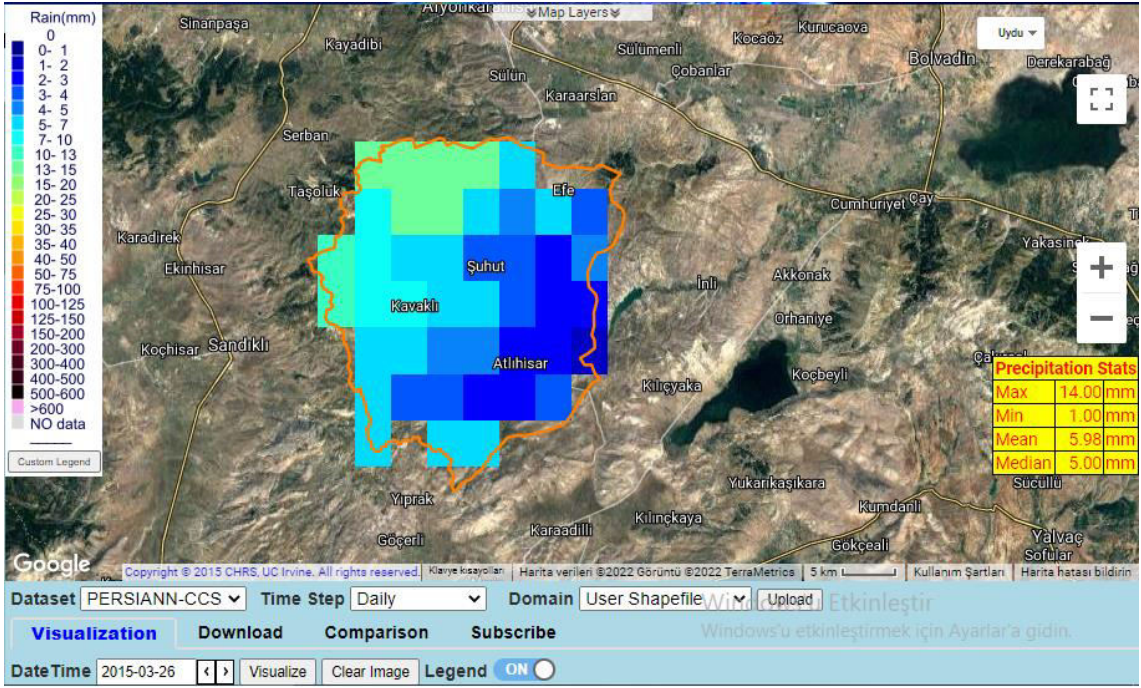 Rain(mm)
0
0- 1
1- 2
2- 3
3- 4
4- 5
5- 7
7- 10
10- 13
13- 15
15- 20
20- 25
25- 30
30- 35
35- 40
40- 50
50- 75
75-100
100-125
125-150
150-200
200-300
300-400
400-500
500-600
>600
NO data
Custom Legend
Map Layers
Uydu
Sinanpaşa
Kayadibi
Sülümenli
Kocaöz
Kurucaova
Bolvadin
Derekarabağ
Sülün
Çobanlar
Karaarslan
Serban
Taşoluk
Efe
Cumhuriyet
Çay
Karadirek
Yakasinek
Ekinhisar
Şuhut
İnli
Akkonak
Kavaklı
Orhaniye
Koçhisar
Sandıklı
Atlıhisar
Kılıçyaka
Koçbeyli
Precipitation Stats
Max 14.00 mm
Min 1.00 mm
Mean 5.98 mm
Median 5.00 mm
Yıprak
Yukarıkaşıkara
Sücüllü
Kumdanlı
Karaadilli
Kılınçkaya
Göçerli
Gökçeali
Yalvaç
Sofular
Google
Copyright © 2015 CHRS, UC Irvine. All rights reserved.
Klavye kısayolları
Harita verileri ©2022 Görüntü ©2022 TerraMetrics
5 km
Kullanım Şartları
Harita hatası bildirin
Dataset PERSIANN-CCS Time Step Daily Domain User Shapefile Upload
Etkinleştir
Windows'u etkinleştirmek için Ayarlar'a gidin.
Visualization Download Comparison Subscribe
DateTime 2015-03-26 Visualize Clear Image Legend ON